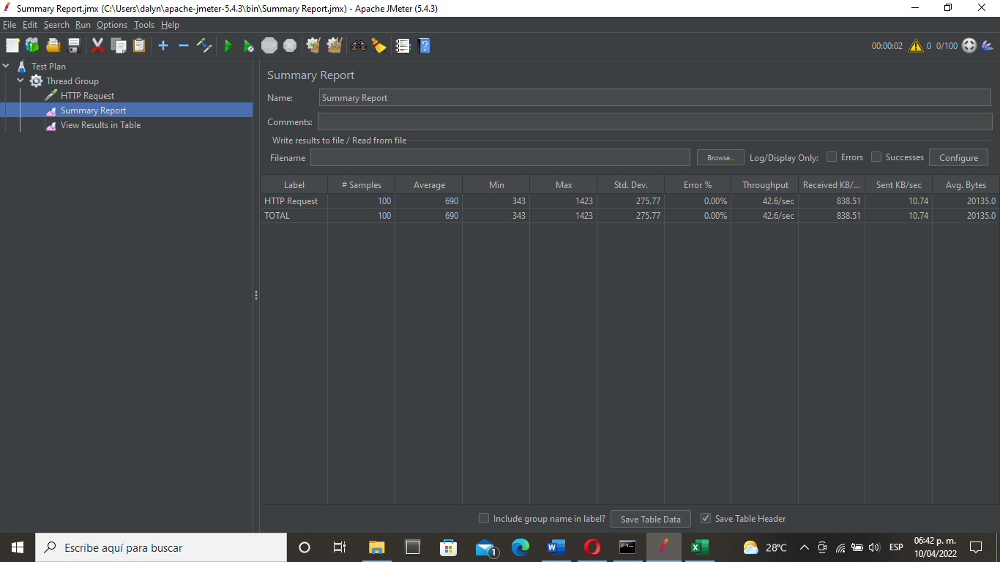 Summary Report.jmx (C:\Users\dalyn\apache-jmeter-5.4.3\bin\Summary Report.jmx) - Apache JMeter (5.4.3)
File Edit Search Run Options Tools Help
STOP 00:00:02 0 0/100
Test Plan
Thread Group
HTTP Request
Summary Report
View Results in Table
Summary Report
Name: Summary Report
Comments:
Write results to file / Read from file
Filename Browse... Log/Display Only: Errors Successes Configure
Label # Samples Average Min Max Std. Dev. Error % Throughput Received KB/... Sent KB/sec Avg. Bytes
HTTP Request 100 690 343 1423 275.77 0.00% 42.6/sec 838.51 10.74 20135.0
TOTAL 100 690 343 1423 275.77 0.00% 42.6/sec 838.51 10.74 20135.0
Include group name in label? Save Table Data Save Table Header
Escribe aquí para buscar 1 28°C ESP 06:42 p. m.
10/04/2022